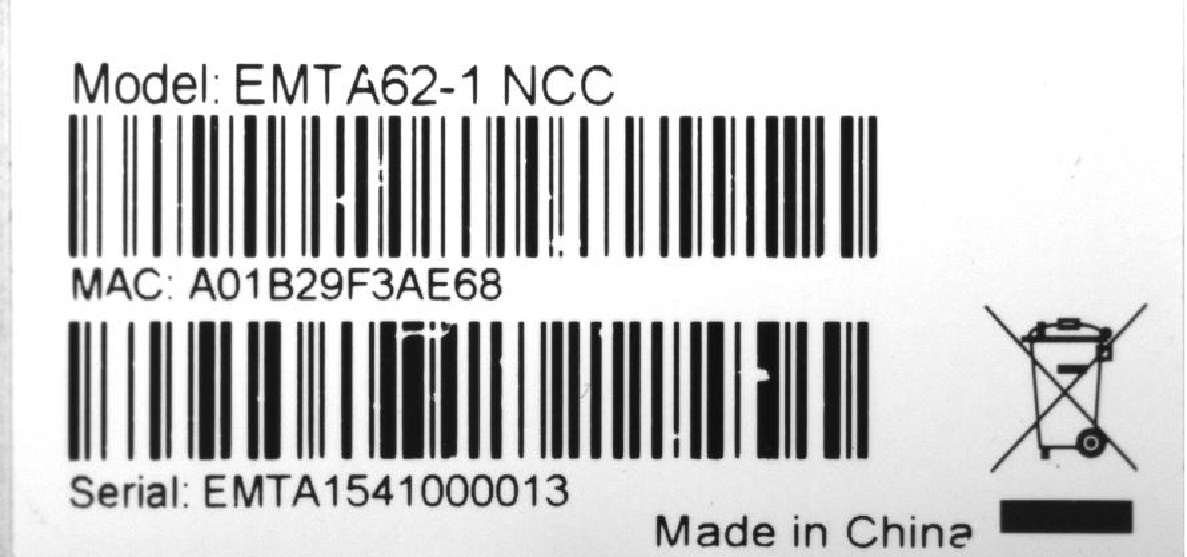 Model: EMTA62-1 NCC
MAC: A01B29F3AE68
Serial: EMTA1541000013
Made in China